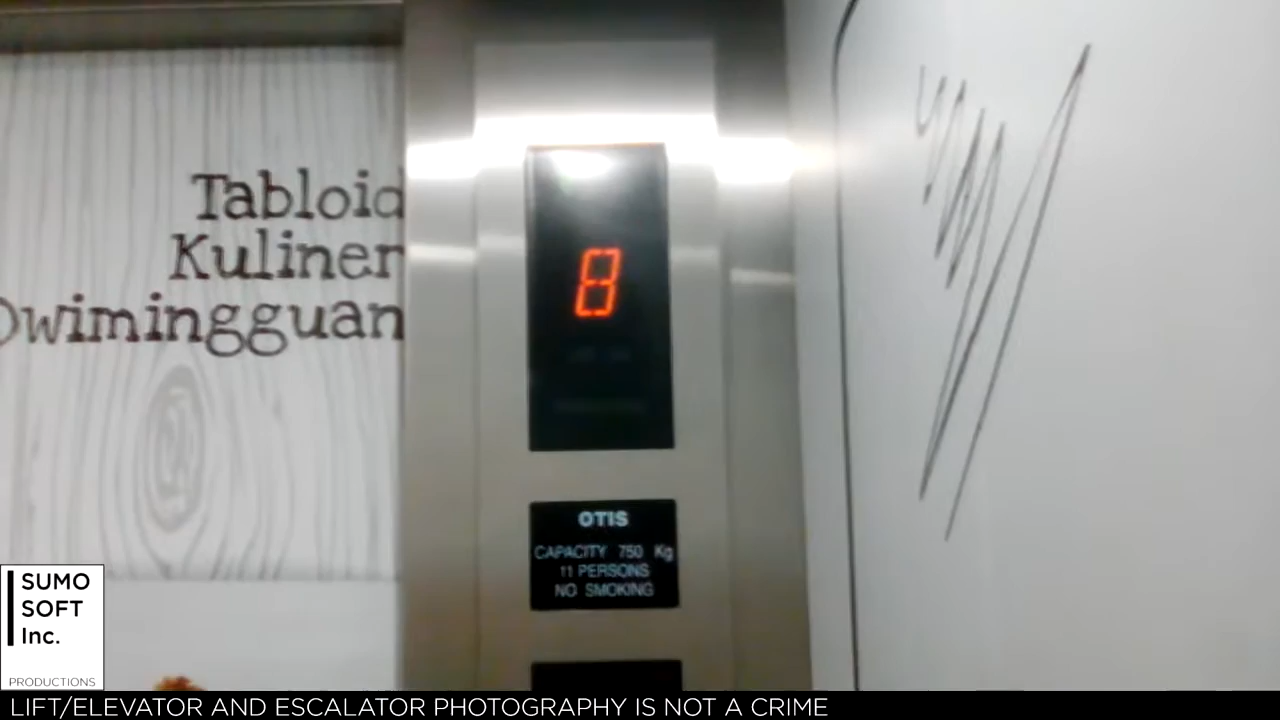 Tabloid
Kuliner
Dwimingguan
8
OTIS
CAPACITY 750 Kg
11 PERSONS
NO SMOKING
SUMO
SOFT
Inc.
PRODUCTIONS
LIFT/ELEVATOR AND ESCALATOR PHOTOGRAPHY IS NOT A CRIME